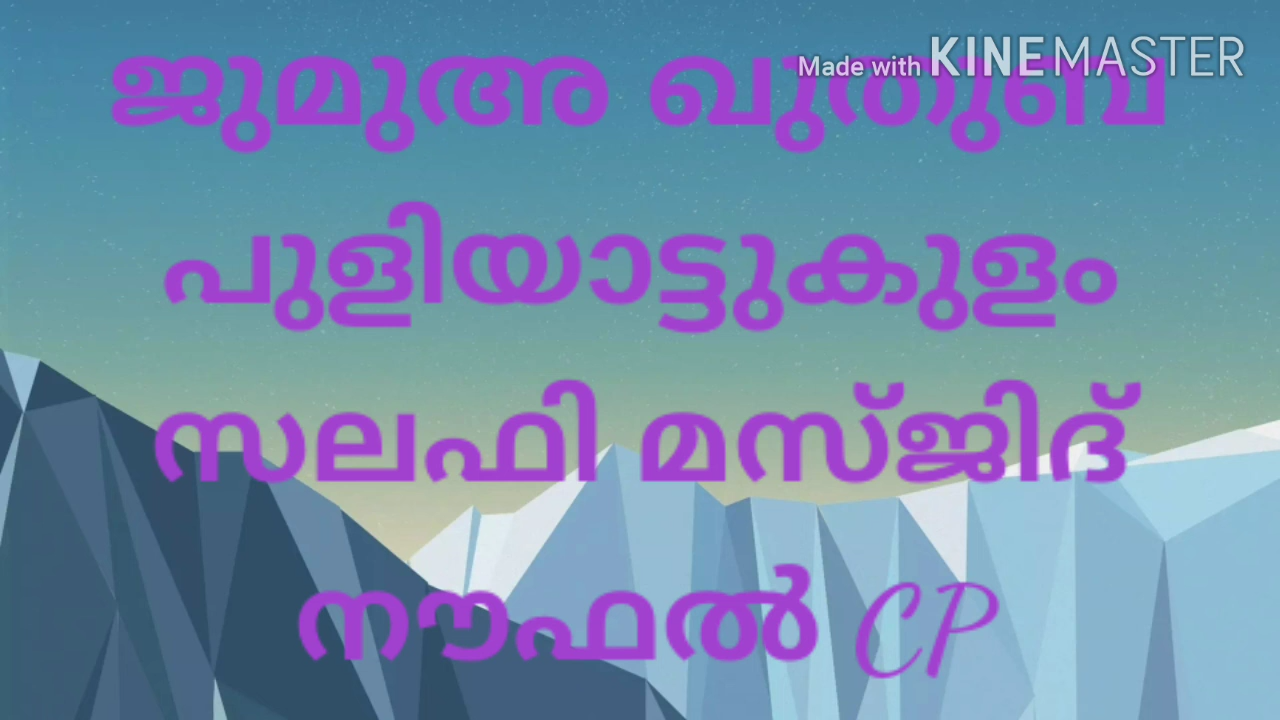 Made with KINEMASTER
ജുമുഅ ഖുതുബ
പുളിയാട്ടുകുളം
സലഫി മസ്ജിദ്
നൗഫൽ CP